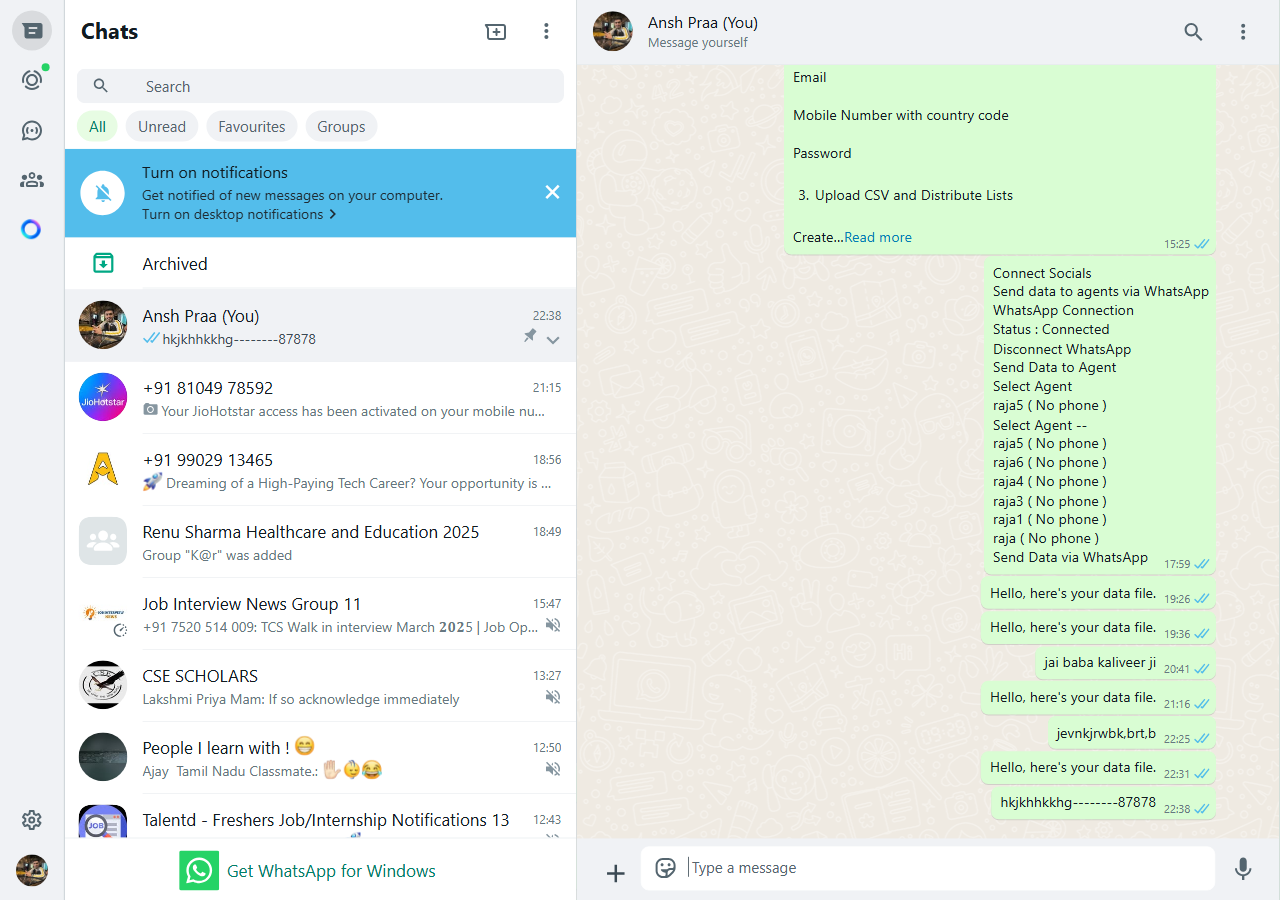 Chats
Search
All
Unread
Favourites
Groups
Turn on notifications
Get notified of new messages on your computer.
Turn on desktop notifications
Archived
Ansh Praa (You)
22:38
hkjkhhkkhg--------87878
+91 81049 78592
21:15
JioHotstar
Your JioHotstar access has been activated on your mobile nu...
+91 99029 13465
18:56
🚀 Dreaming of a High-Paying Tech Career? Your opportunity is ...
Renu Sharma Healthcare and Education 2025
18:49
Group "K@r" was added
Job Interview News Group 11
15:47
+91 7520 514 009: TCS Walk in interview March 𝟐𝟎𝟐5 | Job Op...
CSE SCHOLARS
13:27
Lakshmi Priya Mam: If so acknowledge immediately
People I learn with ! 😁
12:50
Ajay Tamil Nadu Classmate.: 🖐🏻👶😂
Talentd - Freshers Job/Internship Notifications 13
12:43
JOB
Get WhatsApp for Windows
Ansh Praa (You)
Message yourself
Email
Mobile Number with country code
Password
3. Upload CSV and Distribute Lists
Create...Read more
15:25
Connect Socials
Send data to agents via WhatsApp
WhatsApp Connection
Status : Connected
Disconnect WhatsApp
Send Data to Agent
Select Agent
raja5 ( No phone )
Select Agent --
raja5 ( No phone )
raja6 ( No phone )
raja4 ( No phone )
raja3 ( No phone )
raja1 ( No phone )
raja ( No phone )
Send Data via WhatsApp
17:59
Hello, here's your data file.
19:26
Hello, here's your data file.
19:36
jai baba kaliveer ji
20:41
Hello, here's your data file.
21:16
jevnkjrwbk,brt,b
22:25
Hello, here's your data file.
22:31
hkjkhhkkhg--------87878
22:38
Type a message